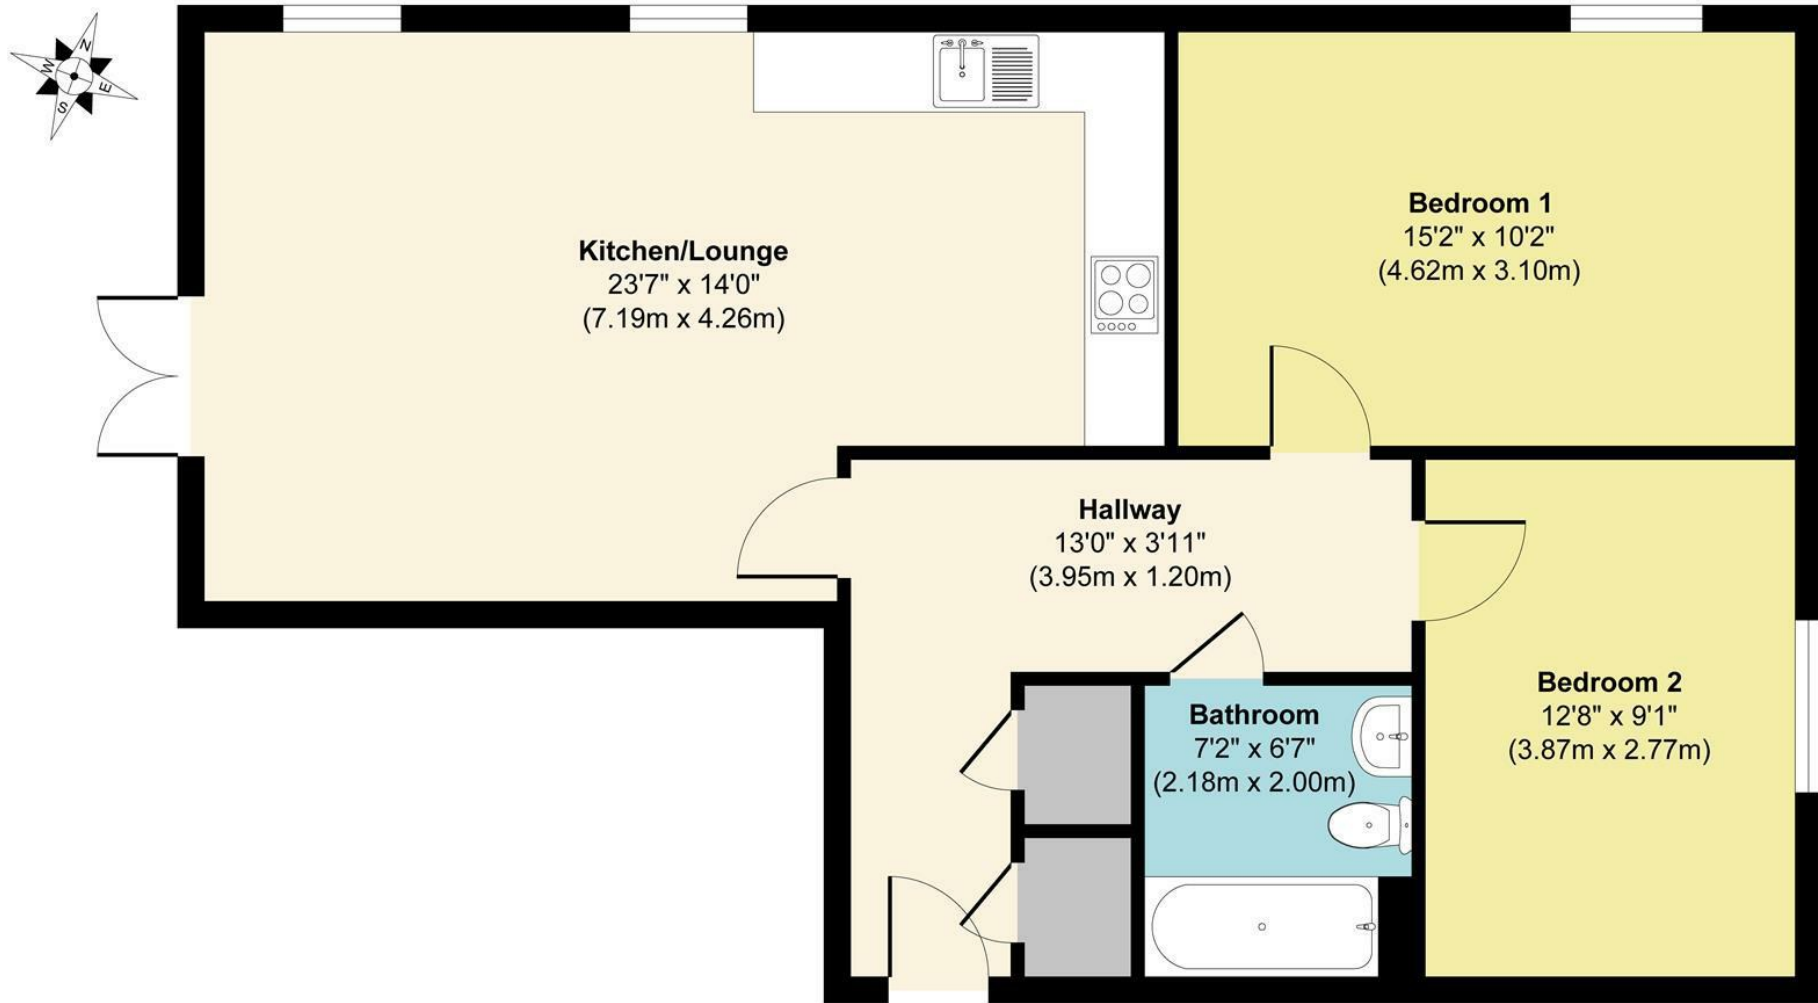 N
W
E
S
Kitchen/Lounge
23'7" x 14'0"
(7.19m x 4.26m)
Bedroom 1
15'2" x 10'2"
(4.62m x 3.10m)
Hallway
13'0" x 3'11"
(3.95m x 1.20m)
Bedroom 2
12'8" x 9'1"
(3.87m x 2.77m)
Bathroom
7'2" x 6'7"
(2.18m x 2.00m)